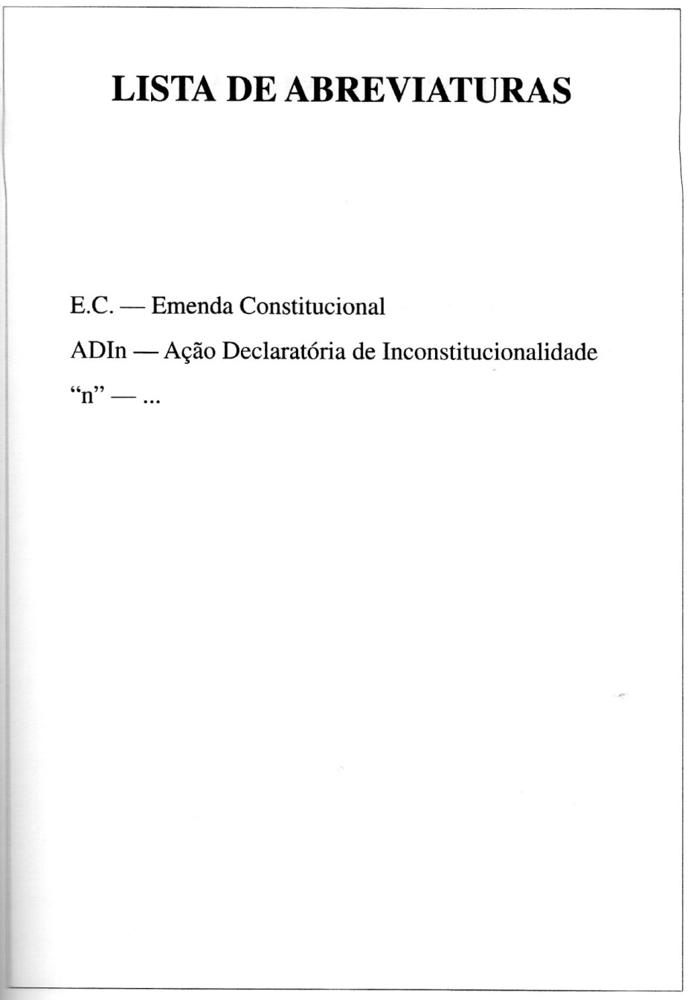 LISTA DE ABREVIATURAS
E.C. — Emenda Constitucional
ADIn — Ação Declaratória de Inconstitucionalidade
“n” — ...